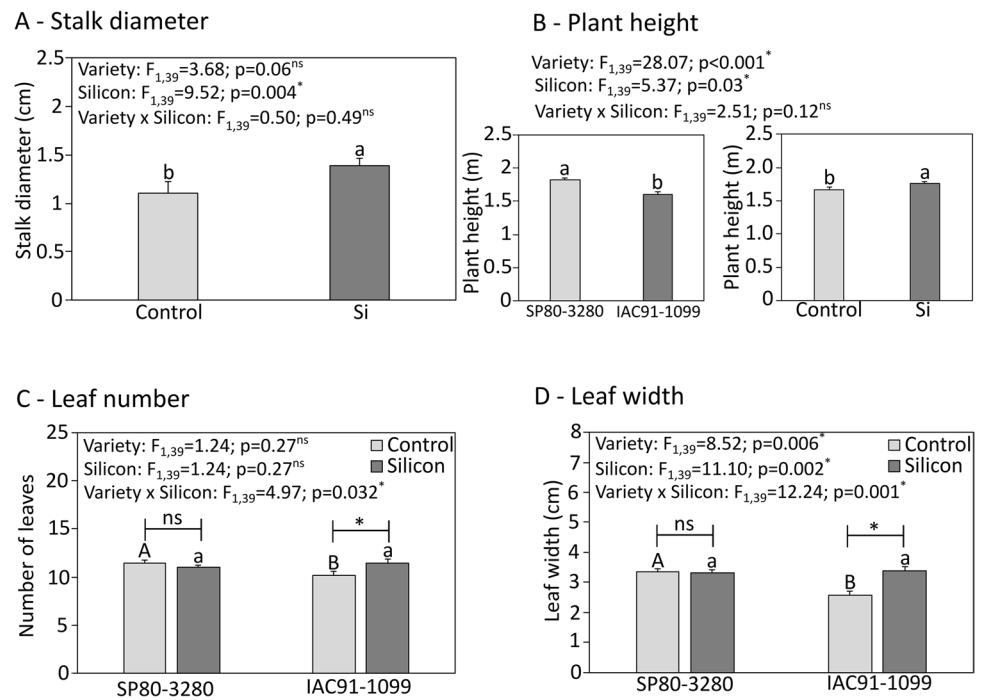 A - Stalk diameter
Variety: F1,39=3.68; p=0.06ns
Silicon: F1,39=9.52; p=0.004*
Variety x Silicon: F1,39=0.50; p=0.49ns
Stalk diameter (cm)
2.5
2
1.5
1
0.5
0
b
a
Control
Si
B - Plant height
Variety: F1,39=28.07; p<0.001*
Silicon: F1,39=5.37; p=0.03*
Variety x Silicon: F1,39=2.51; p=0.12ns
Plant height (m)
2.5
2.0
1.5
1.0
0.5
0
a
b
SP80-3280
IAC91-1099
Plant height (m)
2.5
2.0
1.5
1.0
0.5
0
b
a
Control
Si
C - Leaf number
Variety: F1,39=1.24; p=0.27ns
Silicon: F1,39=1.24; p=0.27ns
Variety x Silicon: F1,39=4.97; p=0.032*
Control
Silicon
Number of leaves
25
20
15
10
5
0
ns
A
a
*
B
a
SP80-3280
IAC91-1099
D - Leaf width
Variety: F1,39=8.52; p=0.006*
Silicon: F1,39=11.10; p=0.002*
Variety x Silicon: F1,39=12.24; p=0.001*
Control
Silicon
Leaf width (cm)
8
7
6
5
4
3
2
1
0
ns
A
a
*
B
a
SP80-3280
IAC91-1099